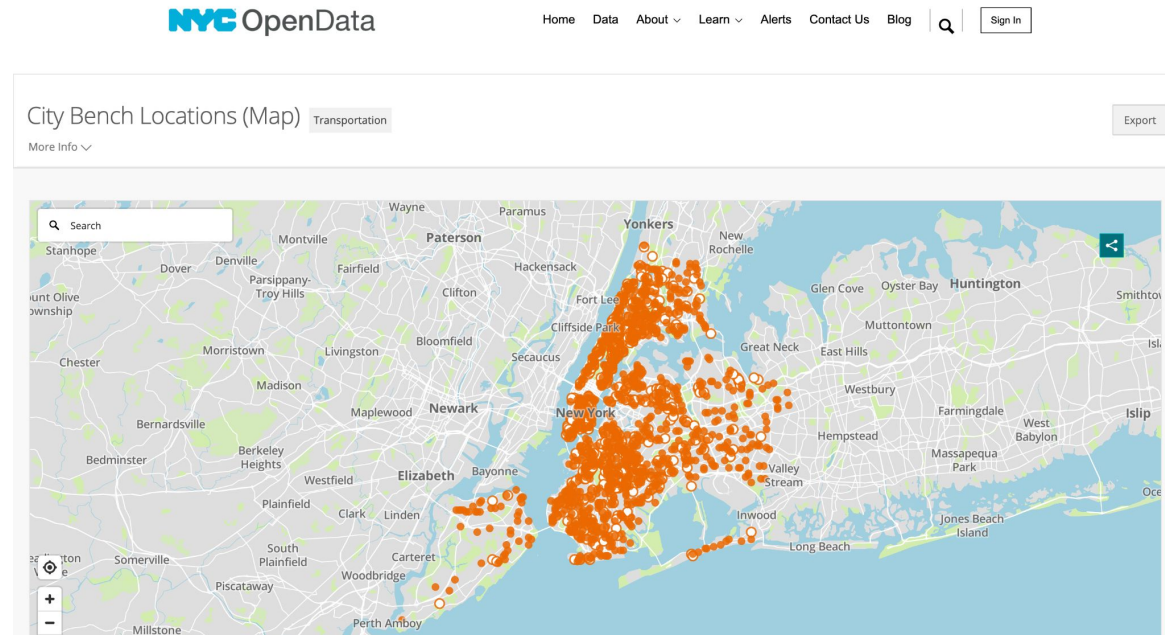 NYC OpenData
Home Data About Learn Alerts Contact Us Blog Sign In
City Bench Locations (Map) Transportation
Export
More Info
Search
Wayne
Paramus
Yonkers
New
Rochelle
Stanhope
Montville
Paterson
Denville
Dover
Fairfield
Hackensack
Parsippany-
Troy Hills
Clifton
Fort Lee
Glen Cove
Oyster Bay
Huntington
unt Olive
ownship
Smithtow
Cliffside Park
Muttontown
Bloomfield
Morristown
Livingston
Secaucus
Great Neck
East Hills
Isla
Chester
Madison
Westbury
Maplewood
Newark
New York
Farmingdale
Bernardsville
West
Babylon
Islip
Hempstead
Bedminster
Berkeley
Heights
Massapequa
Park
Westfield
Elizabeth
Bayonne
Valley
Stream
Plainfield
Clark
Linden
Inwood
Jones Beach
Island
Oce
South
Plainfield
Somerville
Carteret
Long Beach
Woodbridge
Piscataway
Perth Amboy
Millstone
+
−